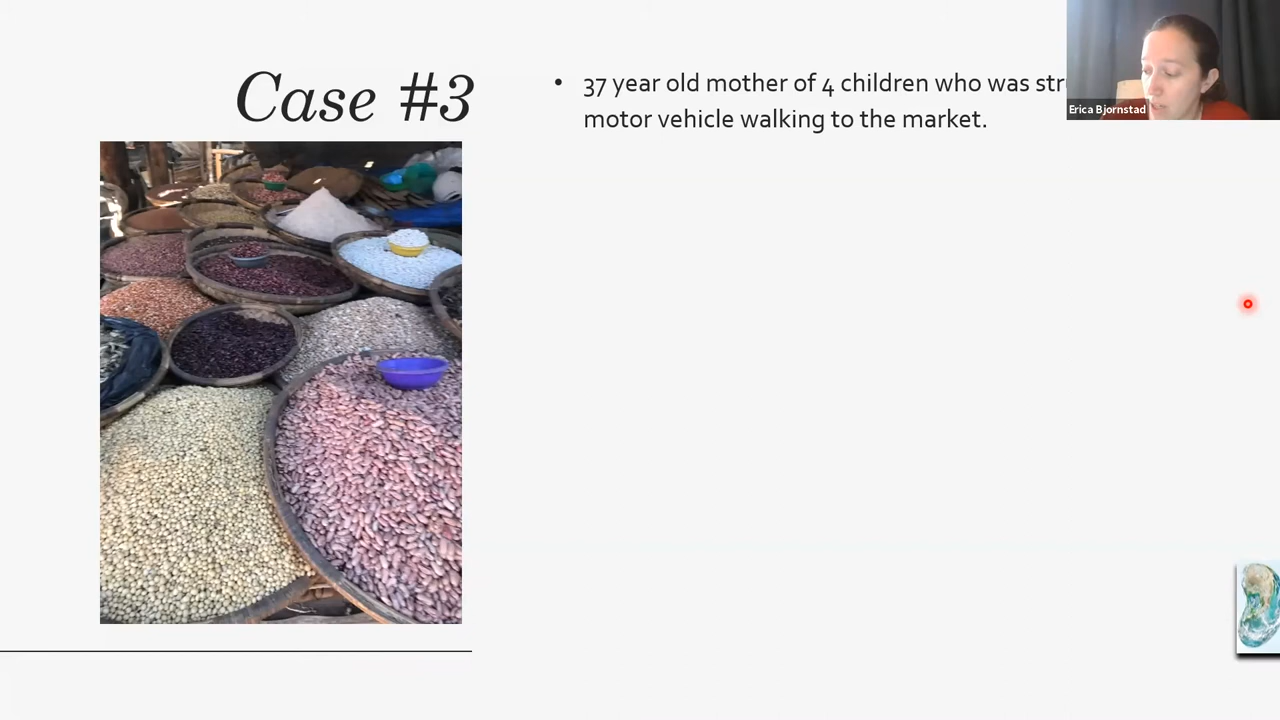 Case #3
• 37 year old mother of 4 children who was
motor vehicle walking to the market.
Erica Bjornstad